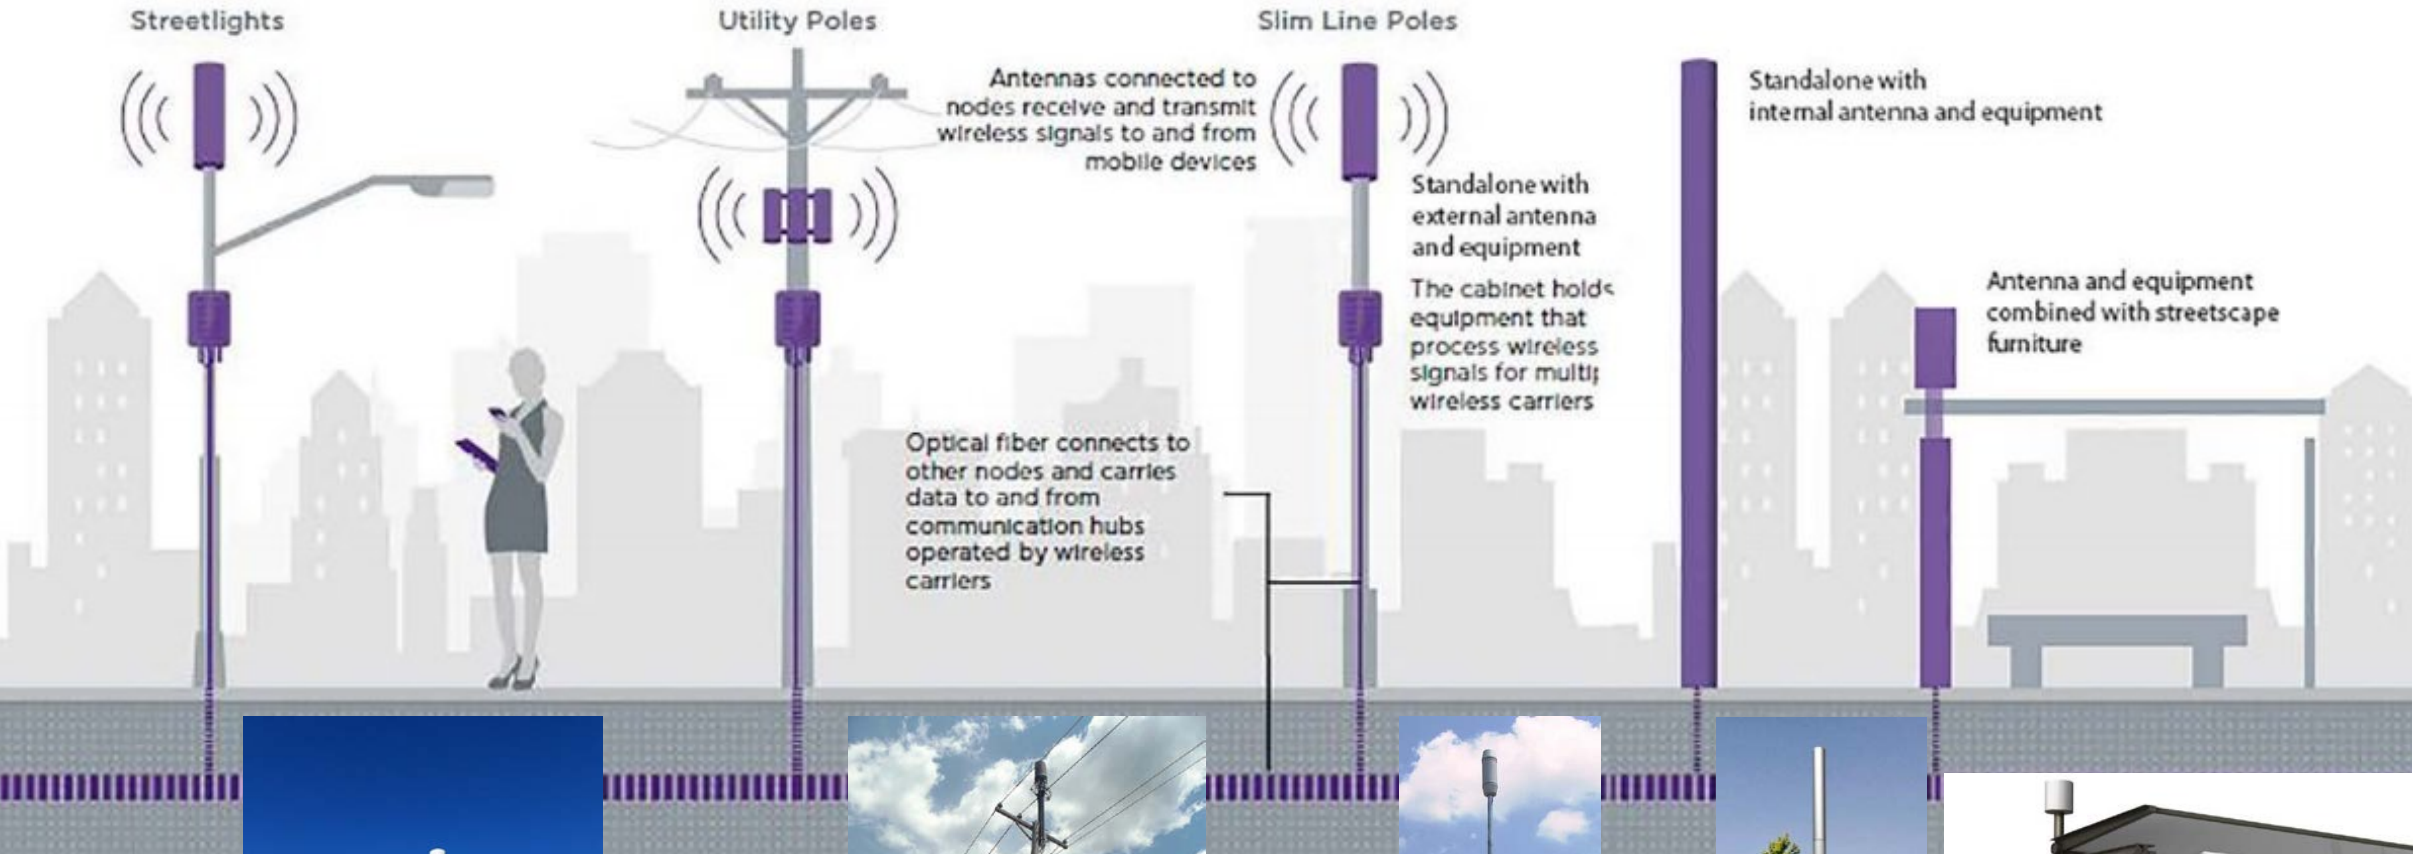 Streetlights
Utility Poles
Slim Line Poles
Antennas connected to
nodes receive and transmit
wireless signals to and from
mobile devices
Standalone with
external antenna
and equipment
The cabinet holds
equipment that
process wireless
signals for
wireless carriers
Optical fiber connects to
other nodes and carries
data to and from
communication hubs
operated by wireless
carriers
Standalone with
internal antenna and equipment
Antenna and equipment
combined with streetscape
furniture